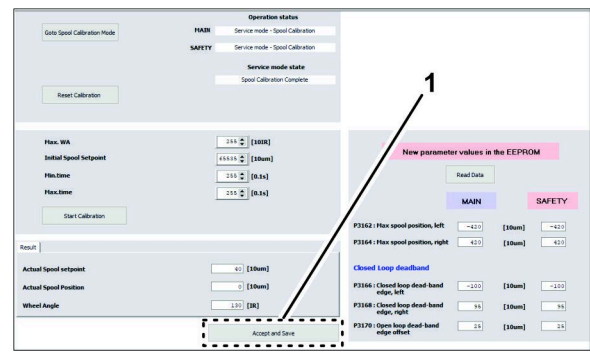 Operation status
Goto Spool Calibration Mode
MAIN Service mode - Spool Calibration
SAFETY Service mode - Spool Calibration
Service mode state
Spool Calibration Complete
Reset Calibration
1
Max. WA 255 [10IR]
Initial Spool Setpoint 65535 [10um]
Min.time 255 [0.1s]
Max.time 255 [0.1s]
Start Calibration
Result
Actual Spool setpoint 40 [10um]
Actual Spool Position 0 [10um]
Wheel Angle 130 [IR]
Accept and Save
New parameter values in the EEPROM
Read Data
MAIN SAFETY
P3162 : Max spool position, left -420 [10um] -420
P3164 : Max spool position, right 420 [10um] 420
Closed Loop deadband
P3166 : Closed loop dead-band -100 [10um] -100
edge, left
P3168 : Closed loop dead-band 95 [10um] 95
edge, right
P3170 : Open loop dead-band 25 [10um] 25
edge offset